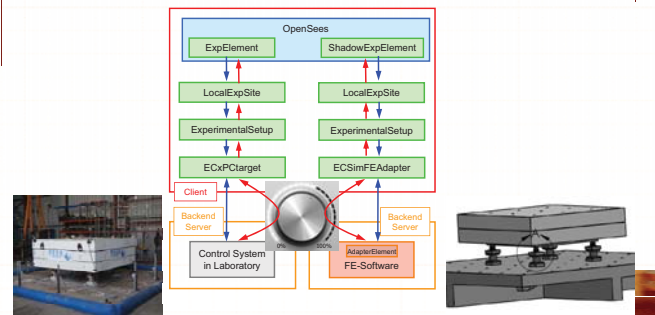 OpenSees
ExpElement
ShadowExpElement
LocalExpSite
LocalExpSite
ExperimentalSetup
ExperimentalSetup
ECxPCtarget
ECSimFEAdapter
Client
Backend
Server
Backend
Server
0%
100%
Control System
in Laboratory
AdapterElement
FE-Software